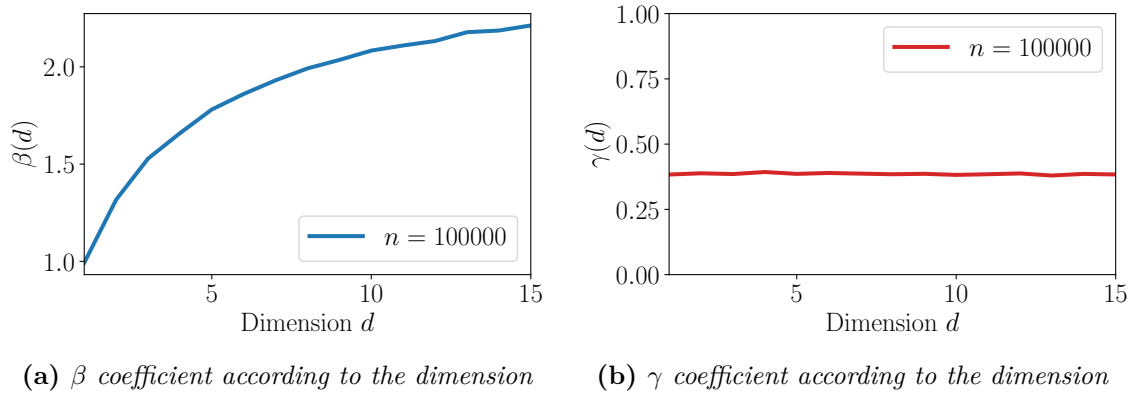 β(d)
2.0
1.5
1.0
n = 100000
5
10
15
Dimension d
(a) β coefficient according to the dimension
γ(d)
1.00
0.75
0.50
0.25
0.00
n = 100000
5
10
15
Dimension d
(b) γ coefficient according to the dimension